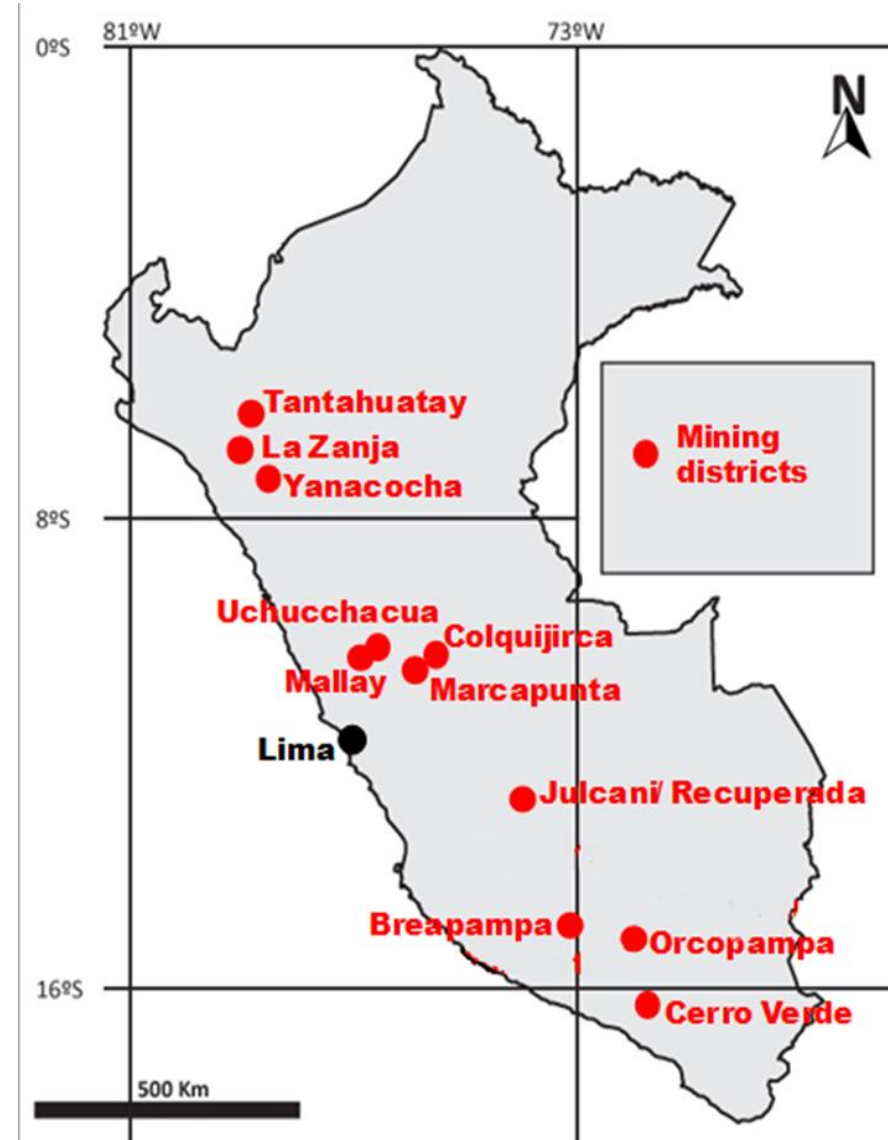 81ºW
73ºW
0ºS
N
Tantahuatay
La Zanja
Yanacocha
Mining
districts
8ºS
Uchucchacua
Colquijirca
Mallay
Marcapunta
Lima
Julcani/ Recuperada
Breapampa
Orcopampa
16ºS
Cerro Verde
500 Km